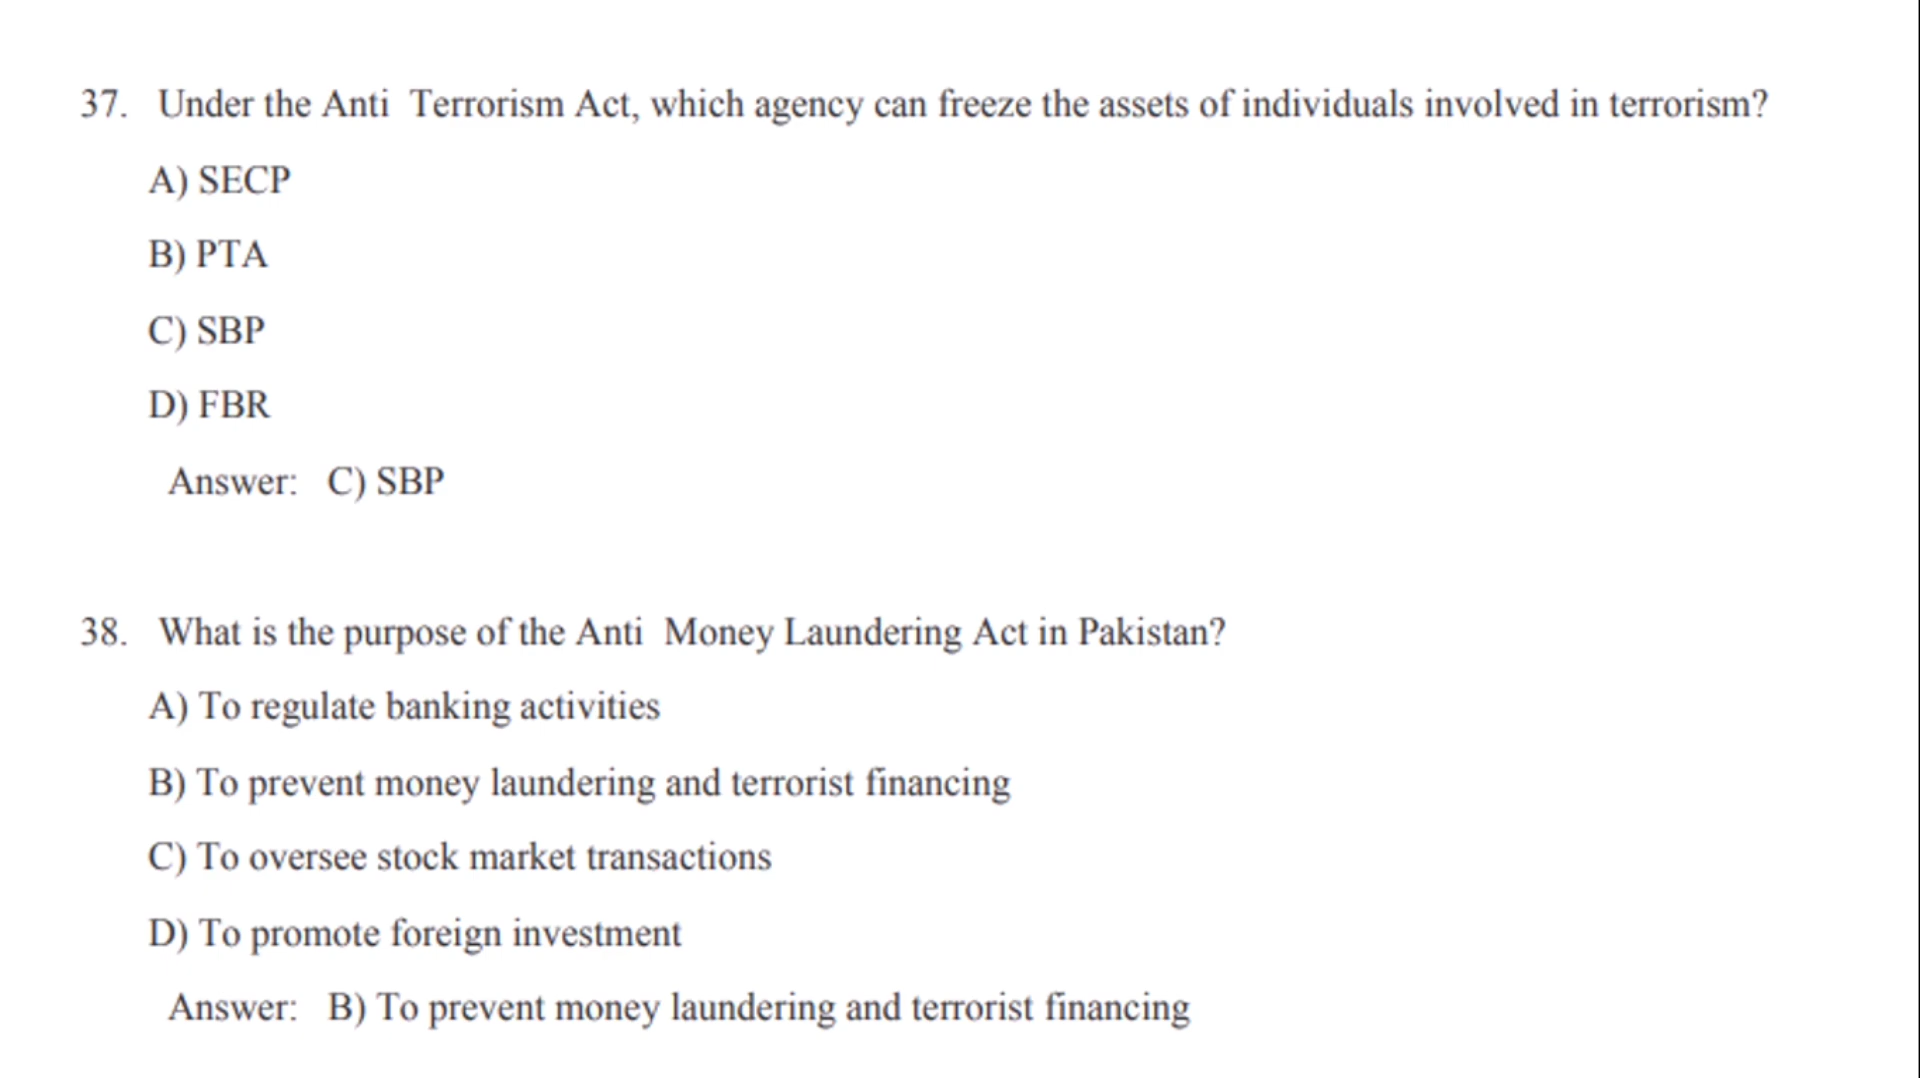 37. Under the Anti Terrorism Act, which agency can freeze the assets of individuals involved in terrorism?
A) SECP
B) PTA
C) SBP
D) FBR
Answer: C) SBP
38. What is the purpose of the Anti Money Laundering Act in Pakistan?
A) To regulate banking activities
B) To prevent money laundering and terrorist financing
C) To oversee stock market transactions
D) To promote foreign investment
Answer: B) To prevent money laundering and terrorist financing